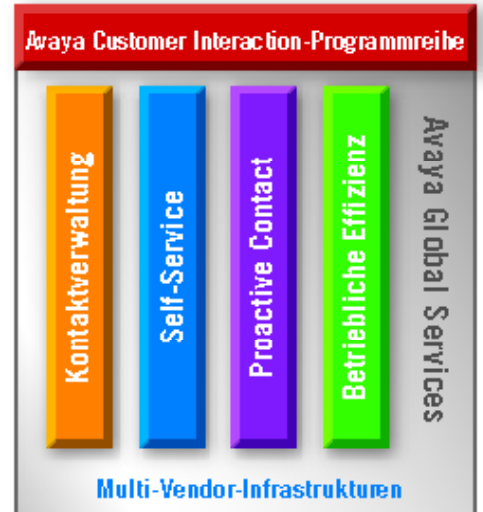 Avaya Customer Interaction-Programmreihe
Kontaktverwaltung
Self-Service
Proactive Contact
Betriebliche Effizienz
Avaya Global Services
Multi-Vendor-Infrastrukturen